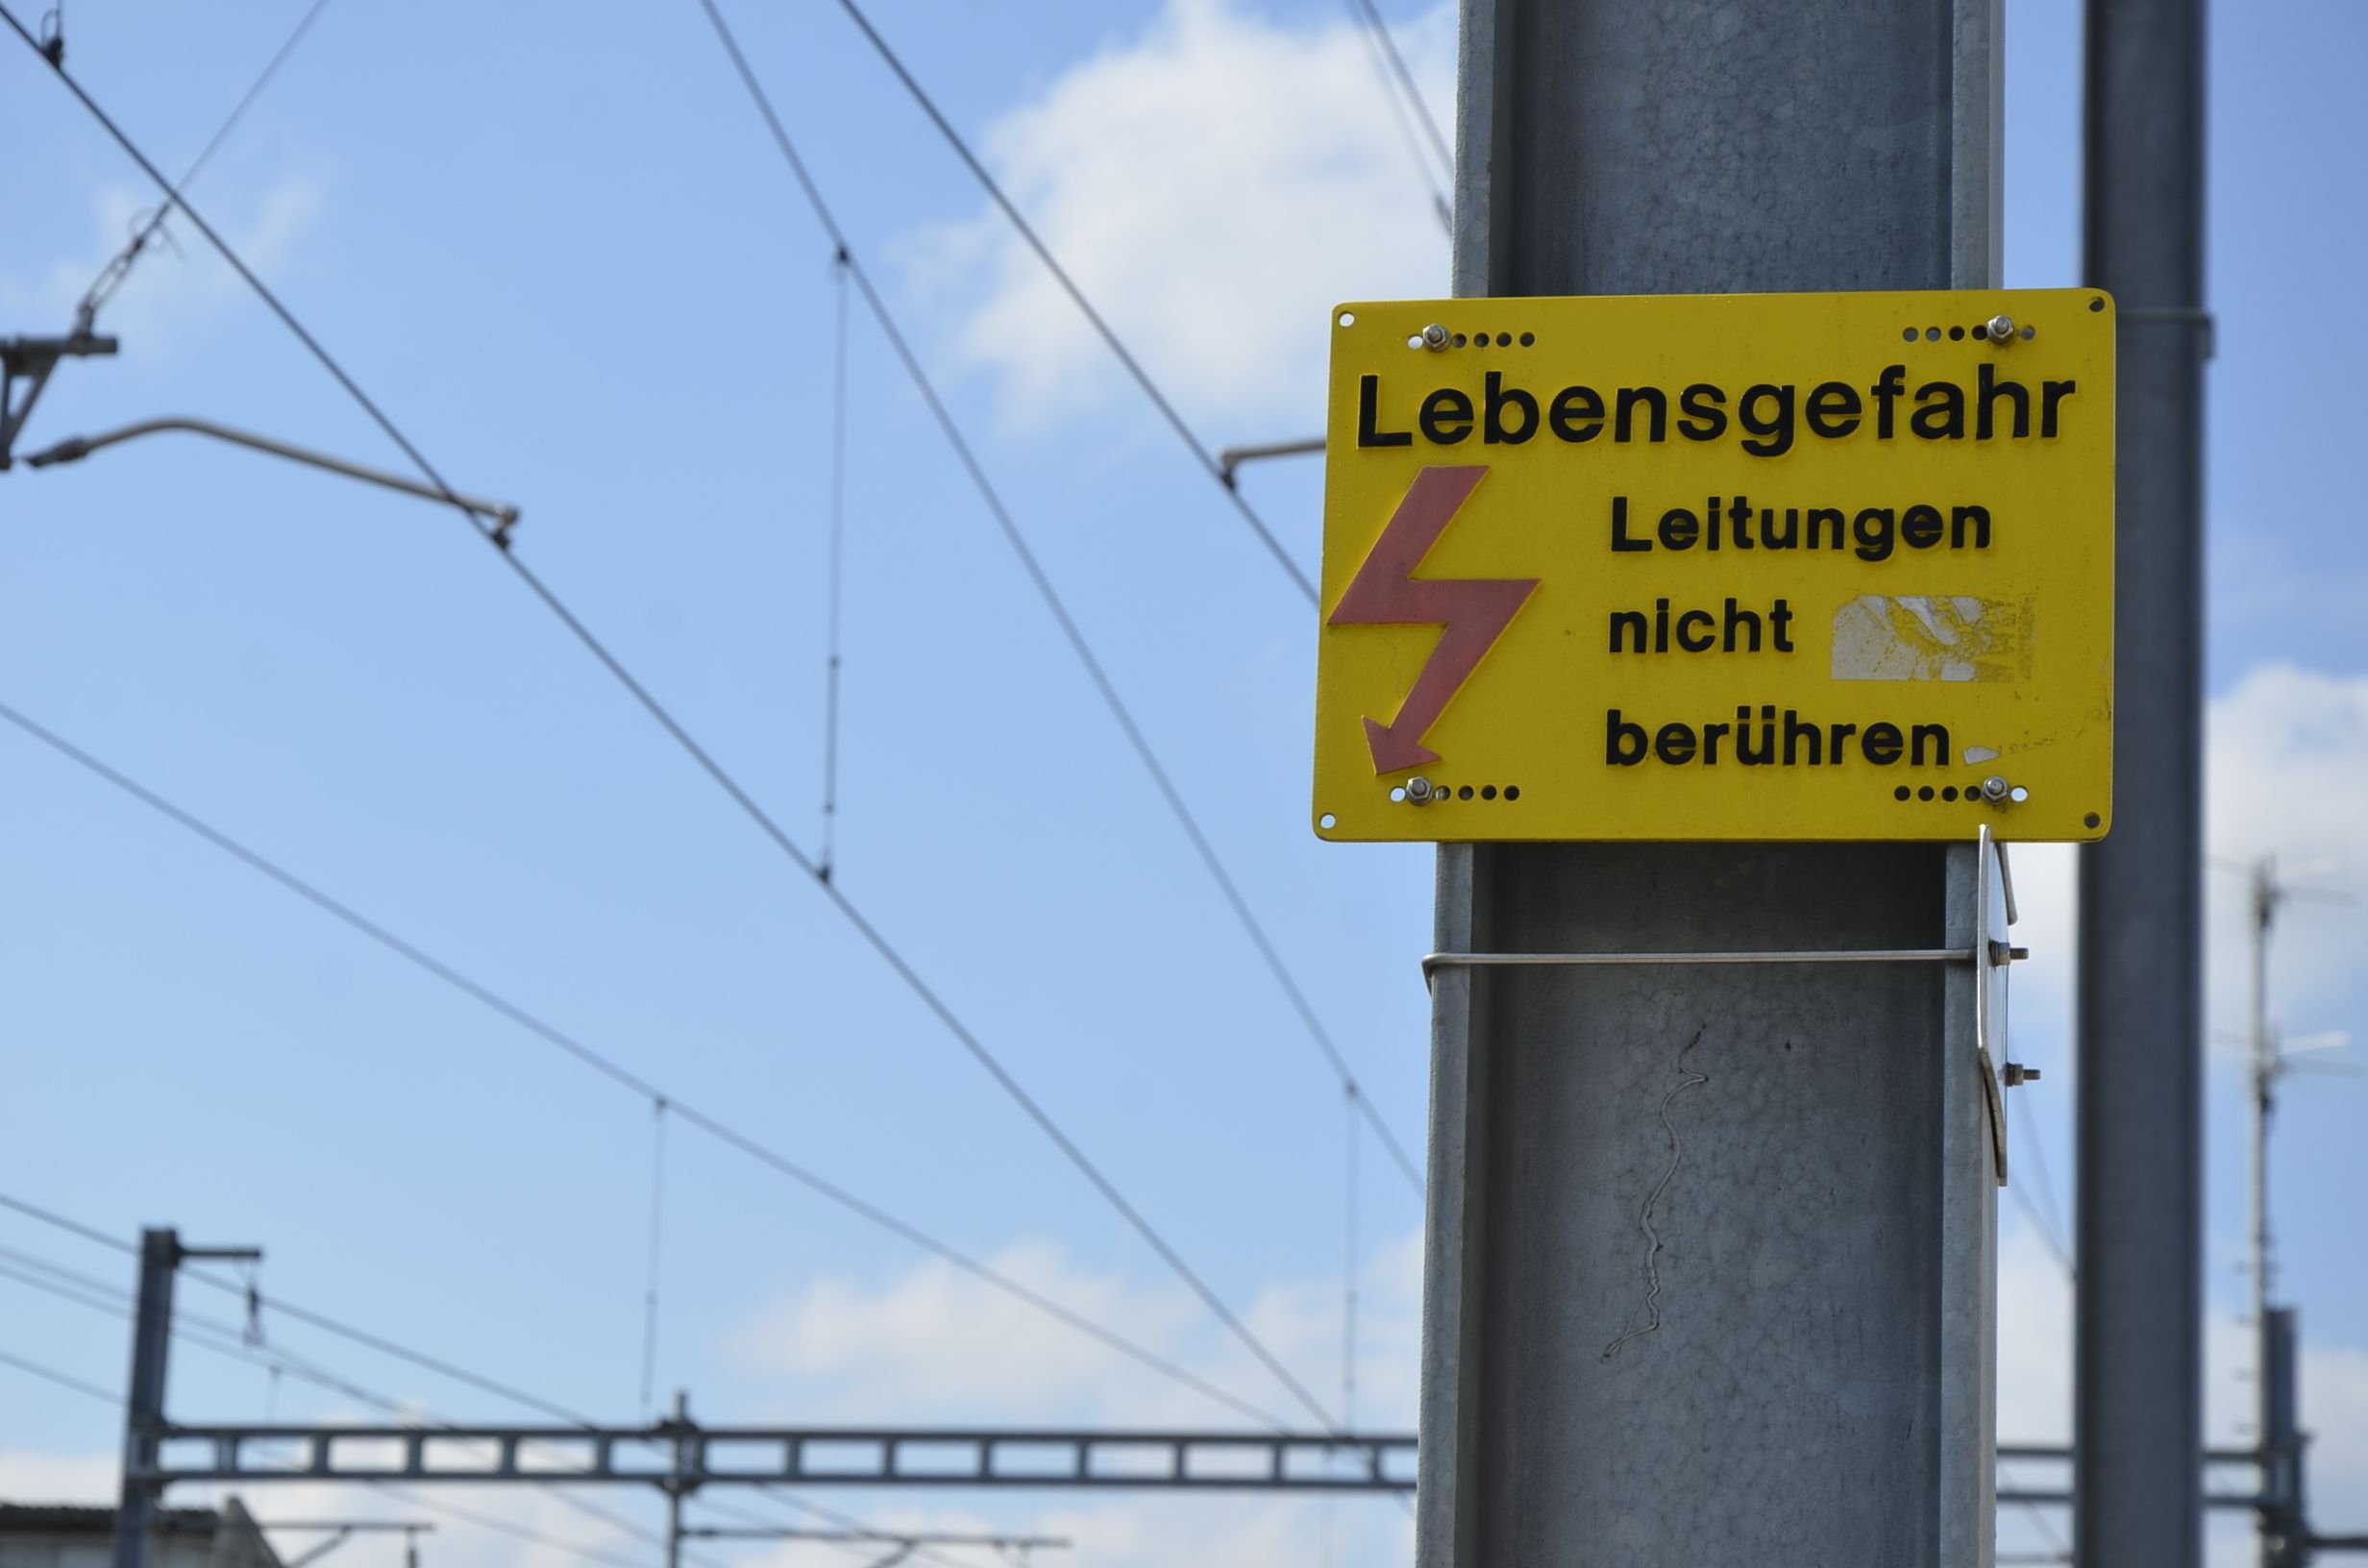 Lebensgefahr
Leitungen
nicht
berühren